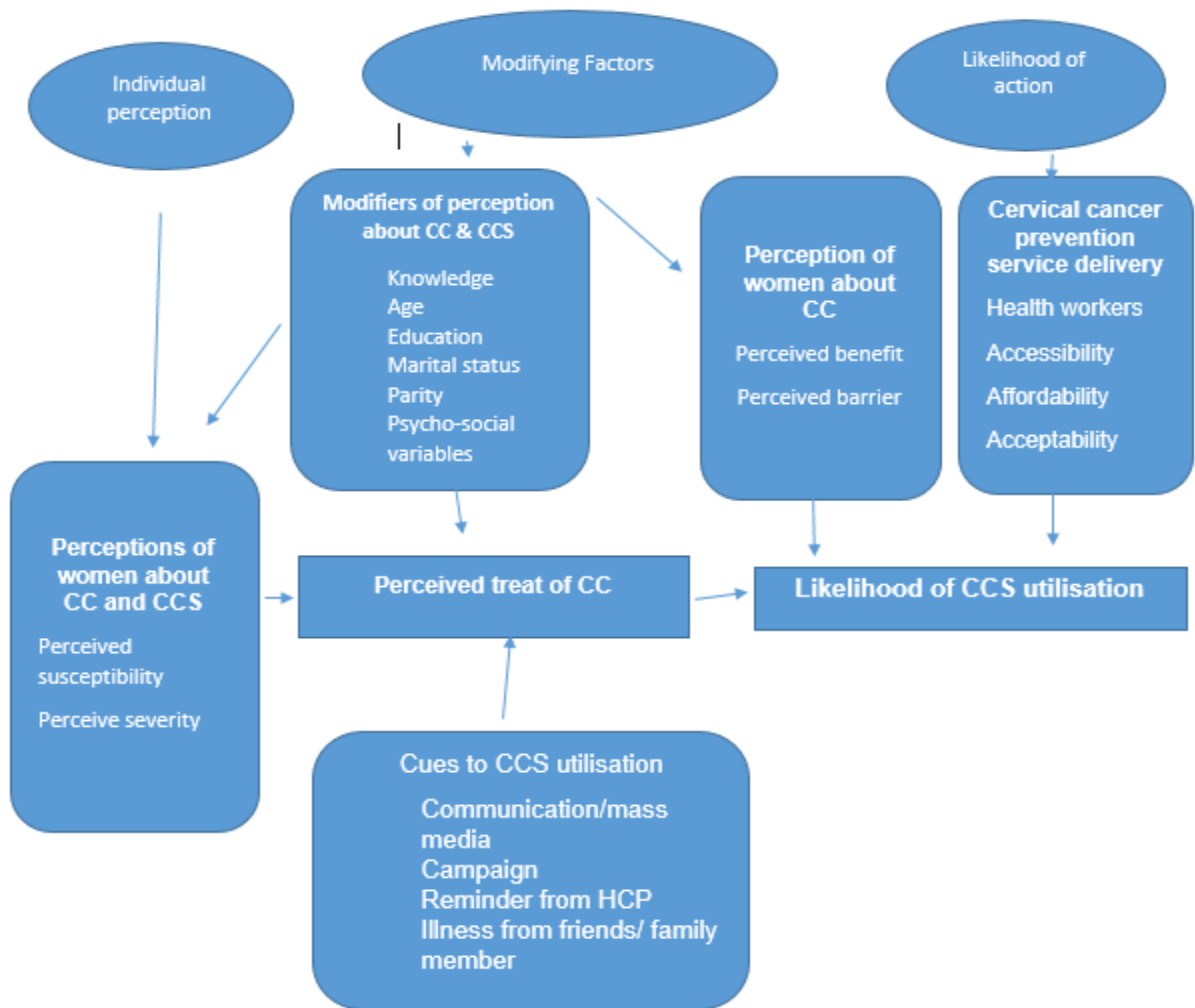 Individual
perception
Modifying Factors
Likelihood of
action
Modifiers of perception
about CC & CCS
Knowledge
Age
Education
Marital status
Parity
Psycho-social
variables
Perception of
women about
CC
Perceived benefit
Perceived barrier
Cervical cancer
prevention
service delivery
Health workers
Accessibility
Affordability
Acceptability
Perceptions of
women about
CC and CCS
Perceived
susceptibility
Perceive severity
Perceived treat of CC
Likelihood of CCS utilisation
Cues to CCS utilisation
Communication/mass
media
Campaign
Reminder from HCP
Illness from friends/ family
member